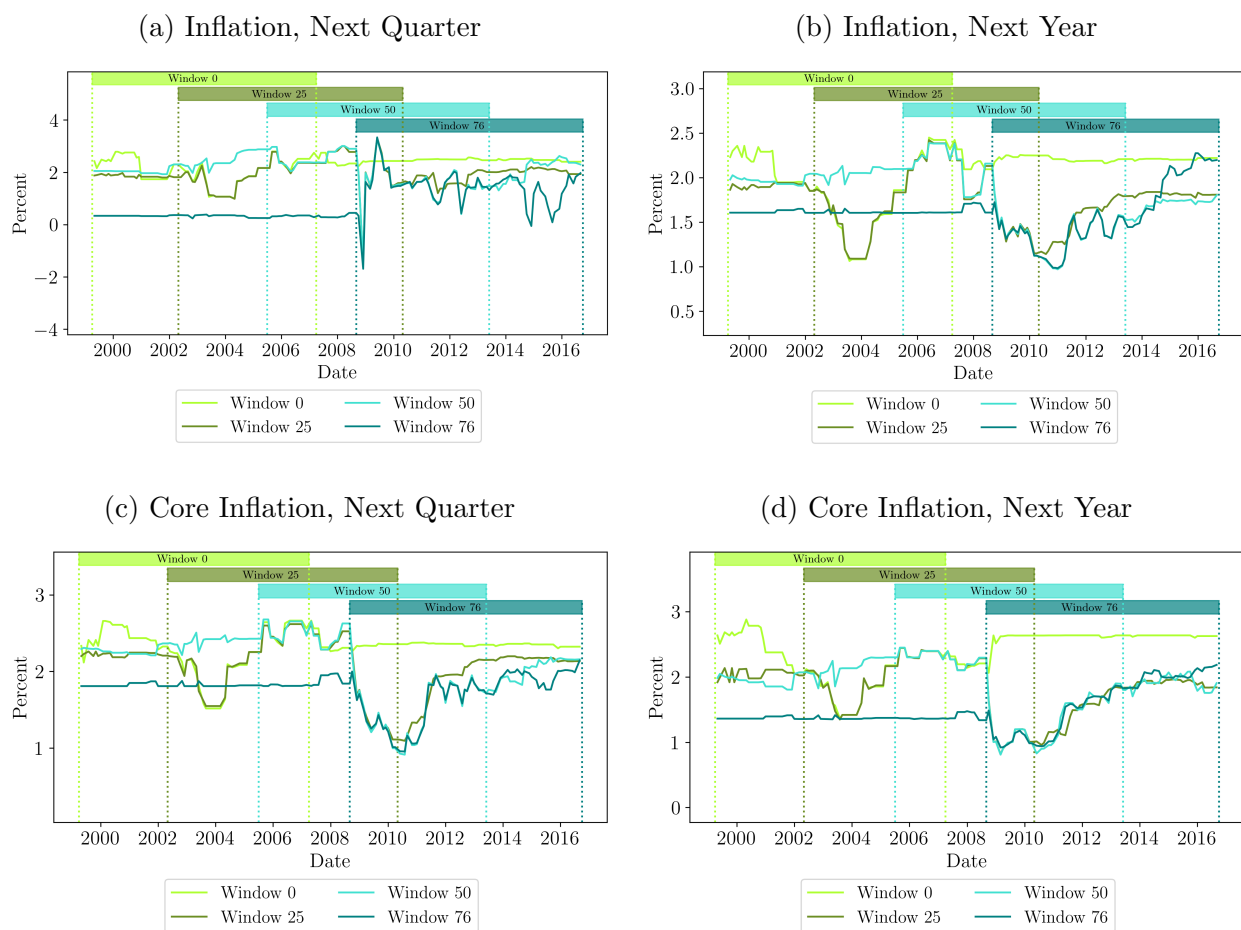 (a) Inflation, Next Quarter
Window 0
Window 25
Window 50
Window 76
4
2
0
−2
−4
Percent
2000 2002 2004 2006 2008 2010 2012 2014 2016
Date
Window 0 Window 50
Window 25 Window 76
(b) Inflation, Next Year
Window 0
Window 25
Window 50
Window 76
3.0
2.5
2.0
1.5
1.0
0.5
Percent
2000 2002 2004 2006 2008 2010 2012 2014 2016
Date
Window 0 Window 50
Window 25 Window 76
(c) Core Inflation, Next Quarter
Window 0
Window 25
Window 50
Window 76
3
2
1
Percent
2000 2002 2004 2006 2008 2010 2012 2014 2016
Date
Window 0 Window 50
Window 25 Window 76
(d) Core Inflation, Next Year
Window 0
Window 25
Window 50
Window 76
3
2
1
0
Percent
2000 2002 2004 2006 2008 2010 2012 2014 2016
Date
Window 0 Window 50
Window 25 Window 76